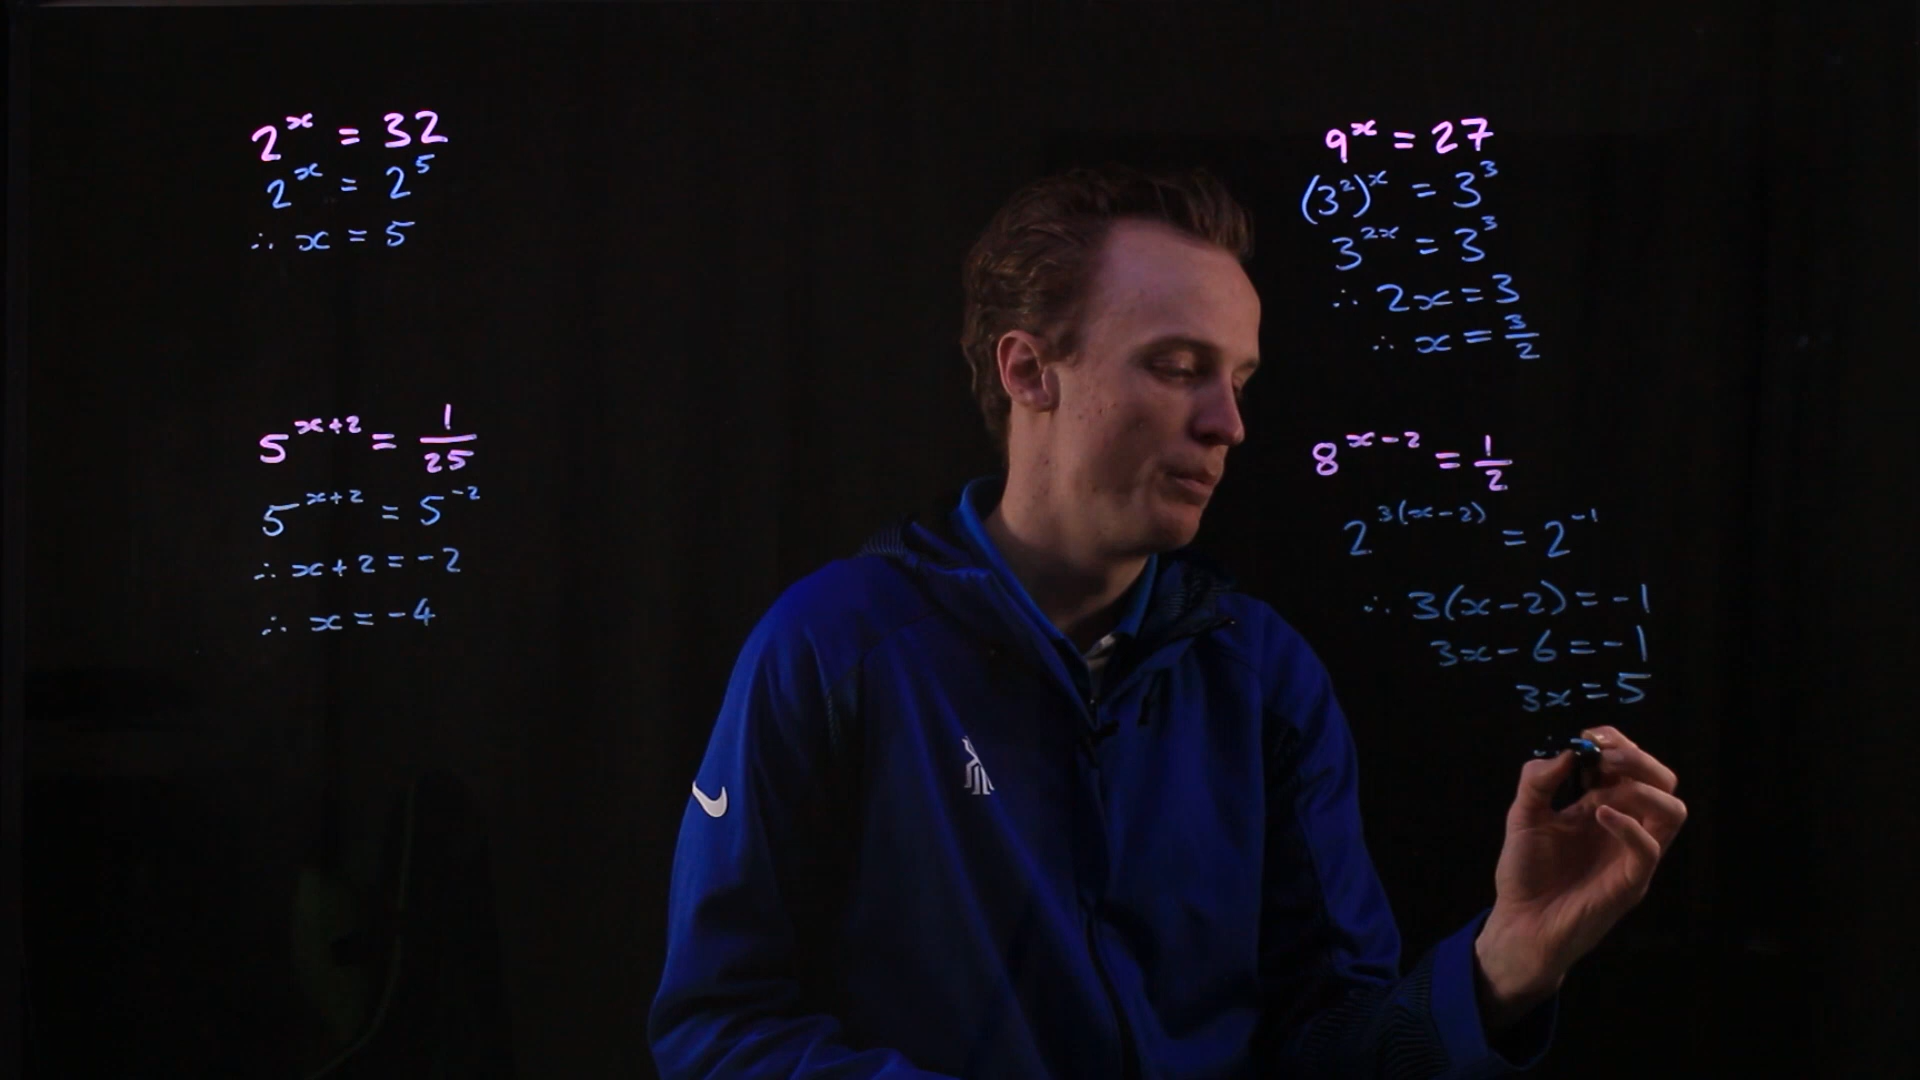 2^x = 32
2^x = 2^5
∴ x = 5
5^(x+2) = 1/25
5^(x+2) = 5^-2
∴ x+2 = -2
∴ x = -4
9^x = 27
(3^2)^x = 3^3
3^2x = 3^3
∴ 2x = 3
∴ x = 3/2
8^(x-2) = 1/2
2^3(x-2) = 2^-1
∴ 3(x-2) = -1
3x - 6 = -1
3x = 5
∴